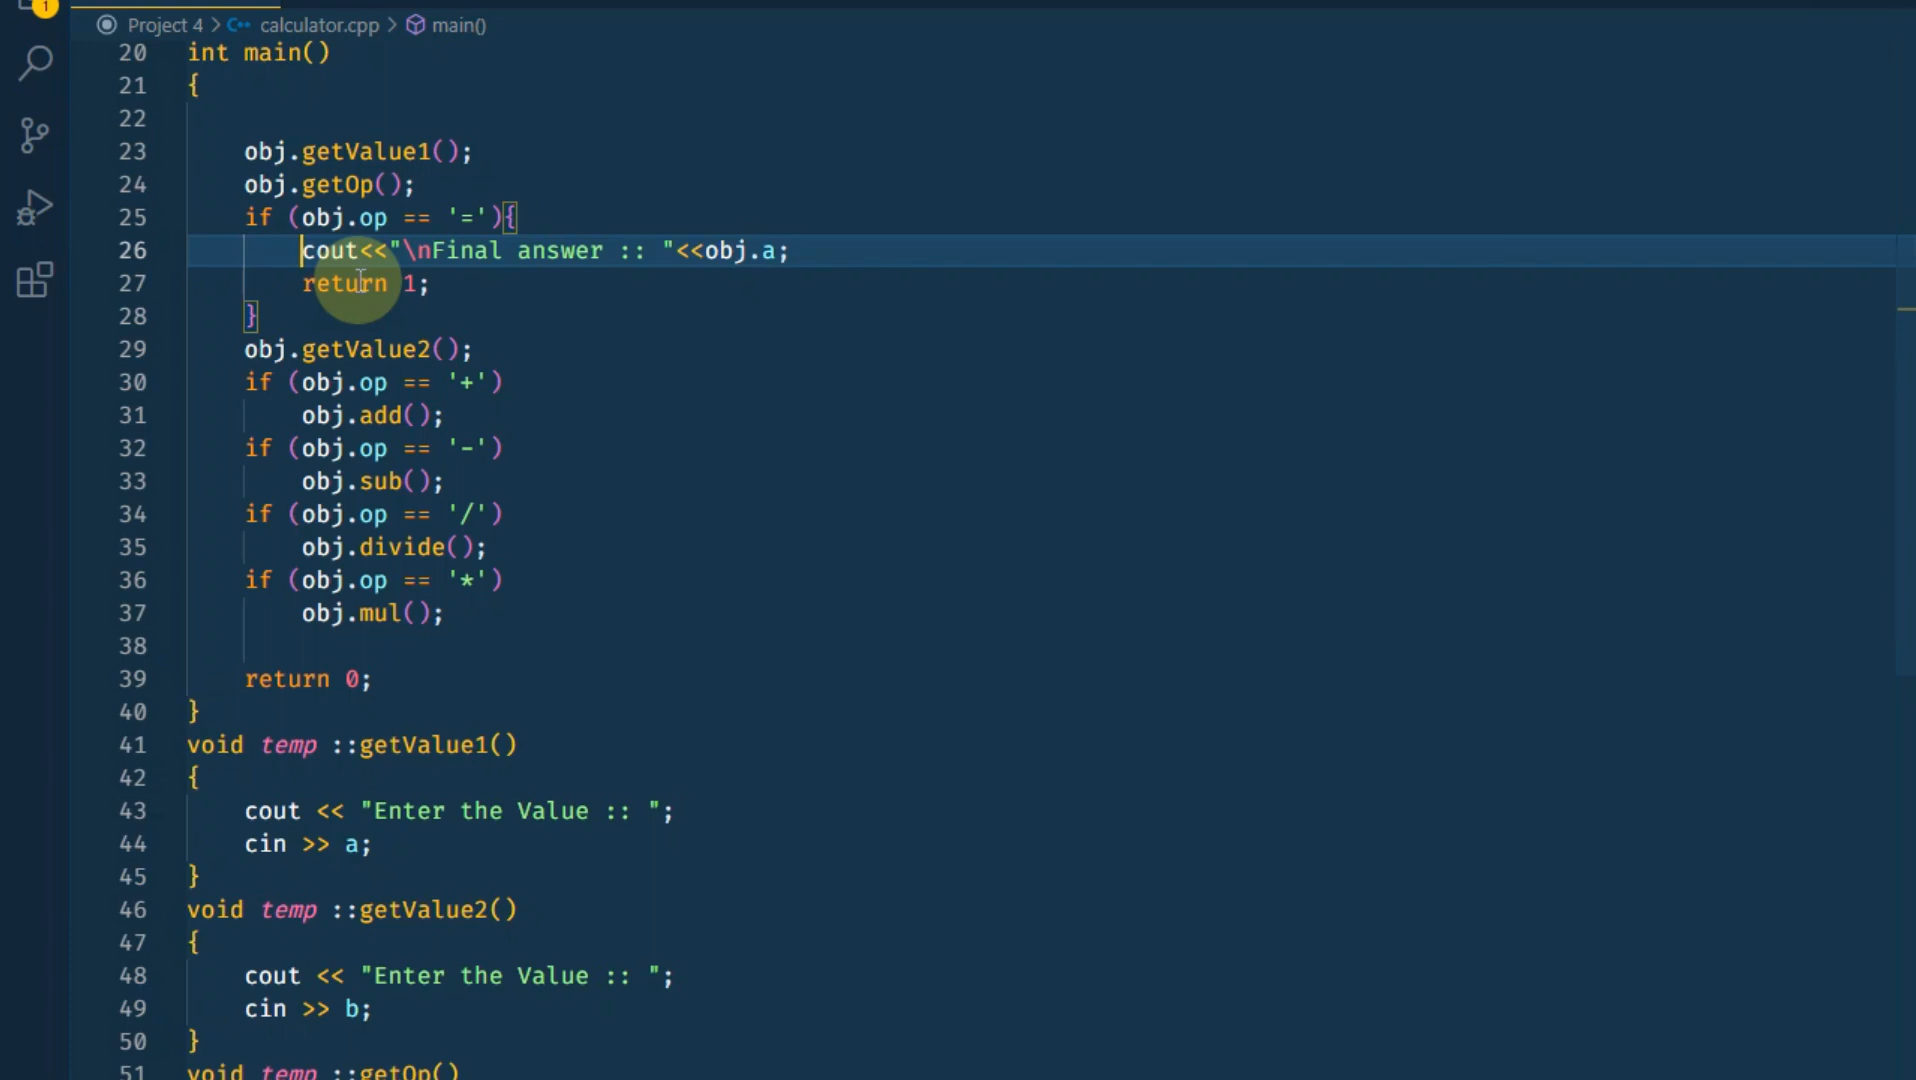 1
Project 4 > C++ calculator.cpp > main()
20 int main()
21 {
22
23 obj.getValue1();
24 obj.getOp();
25 if (obj.op == '='){
26 cout<<"\nFinal answer :: "<<obj.a;
27 return 1;
28 }
29 obj.getValue2();
30 if (obj.op == '+')
31 obj.add();
32 if (obj.op == '-')
33 obj.sub();
34 if (obj.op == '/')
35 obj.divide();
36 if (obj.op == '*')
37 obj.mul();
38
39 return 0;
40 }
41 void temp ::getValue1()
42 {
43 cout << "Enter the Value :: ";
44 cin >> a;
45 }
46 void temp ::getValue2()
47 {
48 cout << "Enter the Value :: ";
49 cin >> b;
50 }
51 void temp ::getOp()